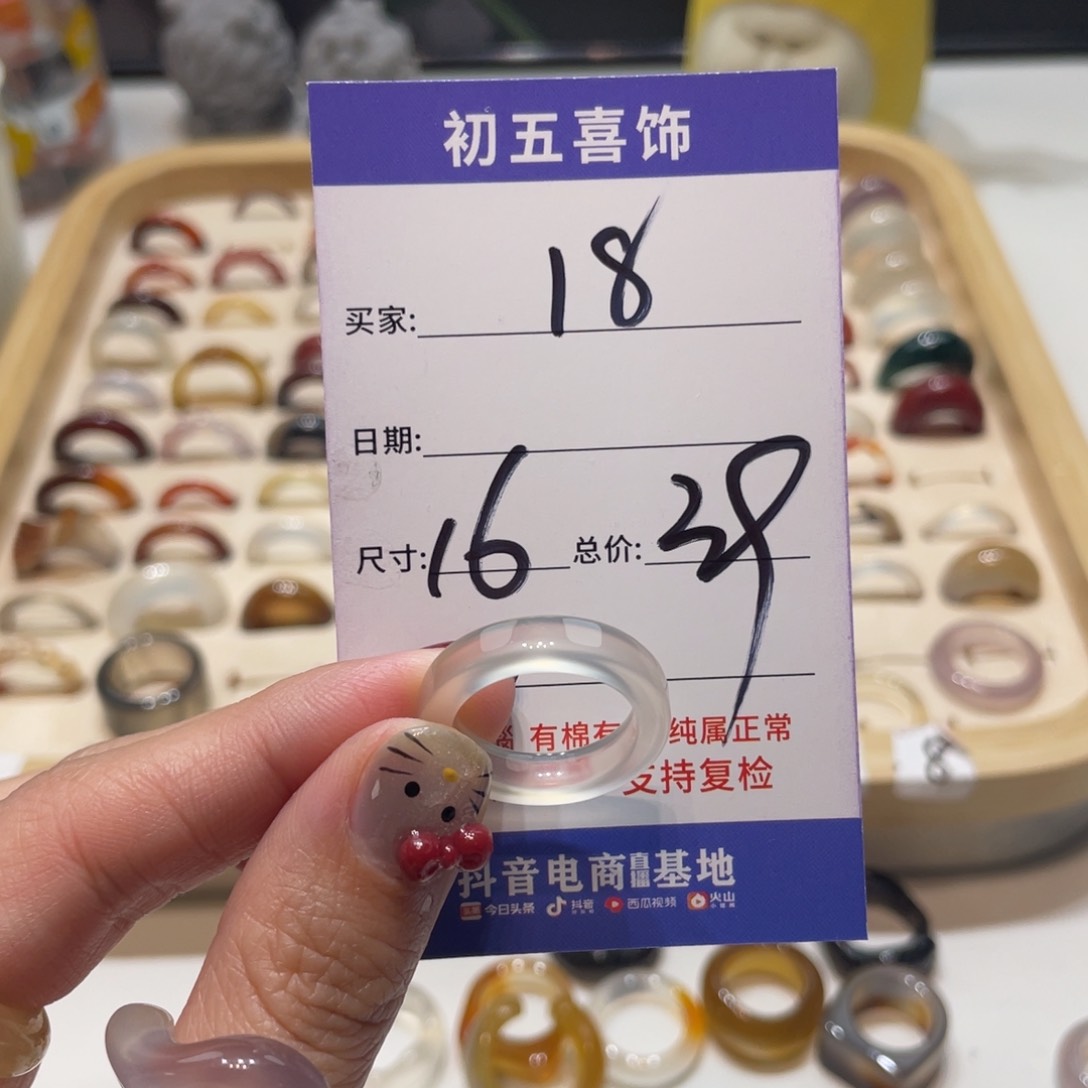 初五喜饰
买家: 18
日期:
尺寸: 16 总价: 29
有棉有 纯属正常
支持复检
抖音电商直播基地
今日头条 抖音 西瓜视频 火山